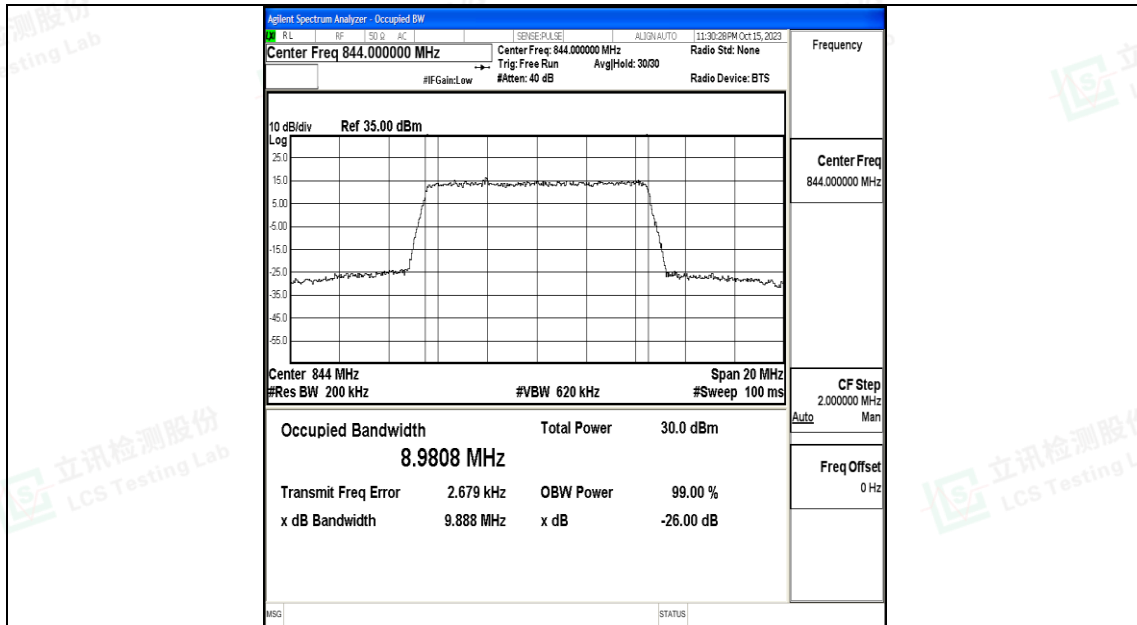 Agilent Spectrum Analyzer - Occupied BW
RL RF 50 Ω AC SENSE:PULSE ALIGN AUTO 11:30:28PM Oct 15, 2023
Center Freq 844.000000 MHz
Center Freq: 844.000000 MHz Radio Std: None
Trig: Free Run Avg|Hold: 30/30
#IFGain:Low #Atten: 40 dB Radio Device: BTS
Frequency
10 dB/div Ref 35.00 dBm
Log
25.0
15.0
5.00
-5.00
-15.0
-25.0
-35.0
-45.0
-55.0
Center Freq
844.000000 MHz
Center 844 MHz Span 20 MHz
#Res BW 200 kHz #VBW 620 kHz #Sweep 100 ms
CF Step
2.000000 MHz
Auto Man
Occupied Bandwidth Total Power 30.0 dBm
8.9808 MHz
Freq Offset
0 Hz
Transmit Freq Error 2.679 kHz OBW Power 99.00 %
x dB Bandwidth 9.888 MHz x dB -26.00 dB
MSG STATUS
立讯检测股份
LCS Testing Lab
立讯检测股份
LCS Testing L